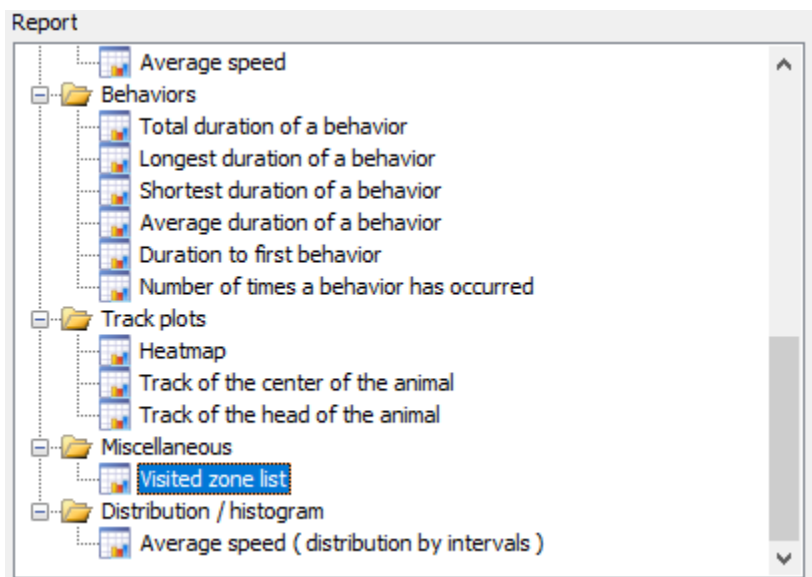 Report
Average speed
Behaviors
Total duration of a behavior
Longest duration of a behavior
Shortest duration of a behavior
Average duration of a behavior
Duration to first behavior
Number of times a behavior has occurred
Track plots
Heatmap
Track of the center of the animal
Track of the head of the animal
Miscellaneous
Visited zone list
Distribution / histogram
Average speed ( distribution by intervals )